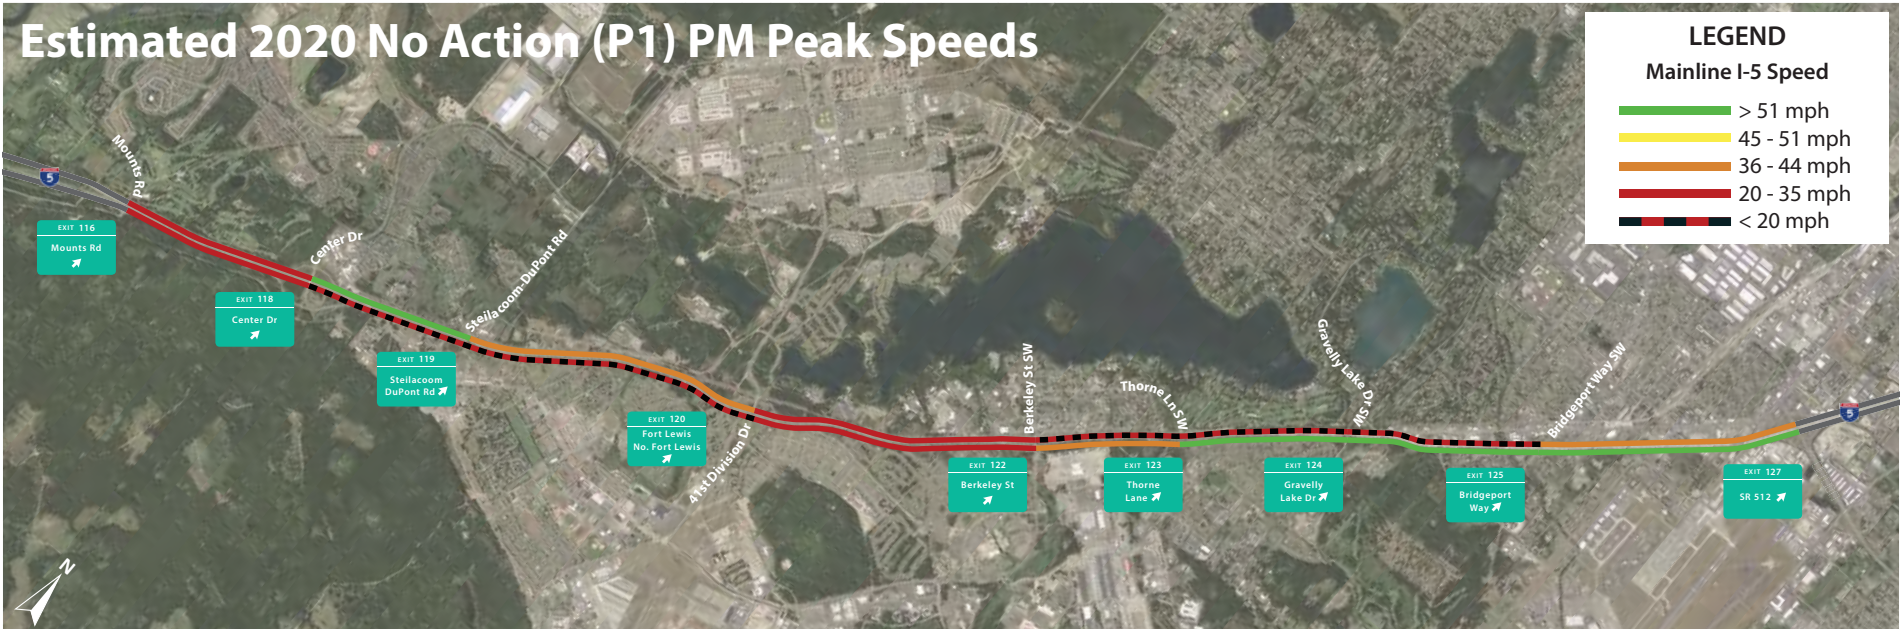 Estimated 2020 No Action (P1) PM Peak Speeds
LEGEND
Mainline I-5 Speed
> 51 mph
45 - 51 mph
36 - 44 mph
20 - 35 mph
< 20 mph
5
Mounts Rd
Center Dr
Steilacoom-DuPont Rd
41st Division Dr
Berkeley St SW
Thorne Ln SW
Gravelly Lake Dr SW
Bridgeport Way SW
5
EXIT 116
Mounts Rd
EXIT 118
Center Dr
EXIT 119
Steilacoom
DuPont Rd
EXIT 120
Fort Lewis
No. Fort Lewis
EXIT 122
Berkeley St
EXIT 123
Thorne
Lane
EXIT 124
Gravelly
Lake Dr
EXIT 125
Bridgeport
Way
EXIT 127
SR 512
N